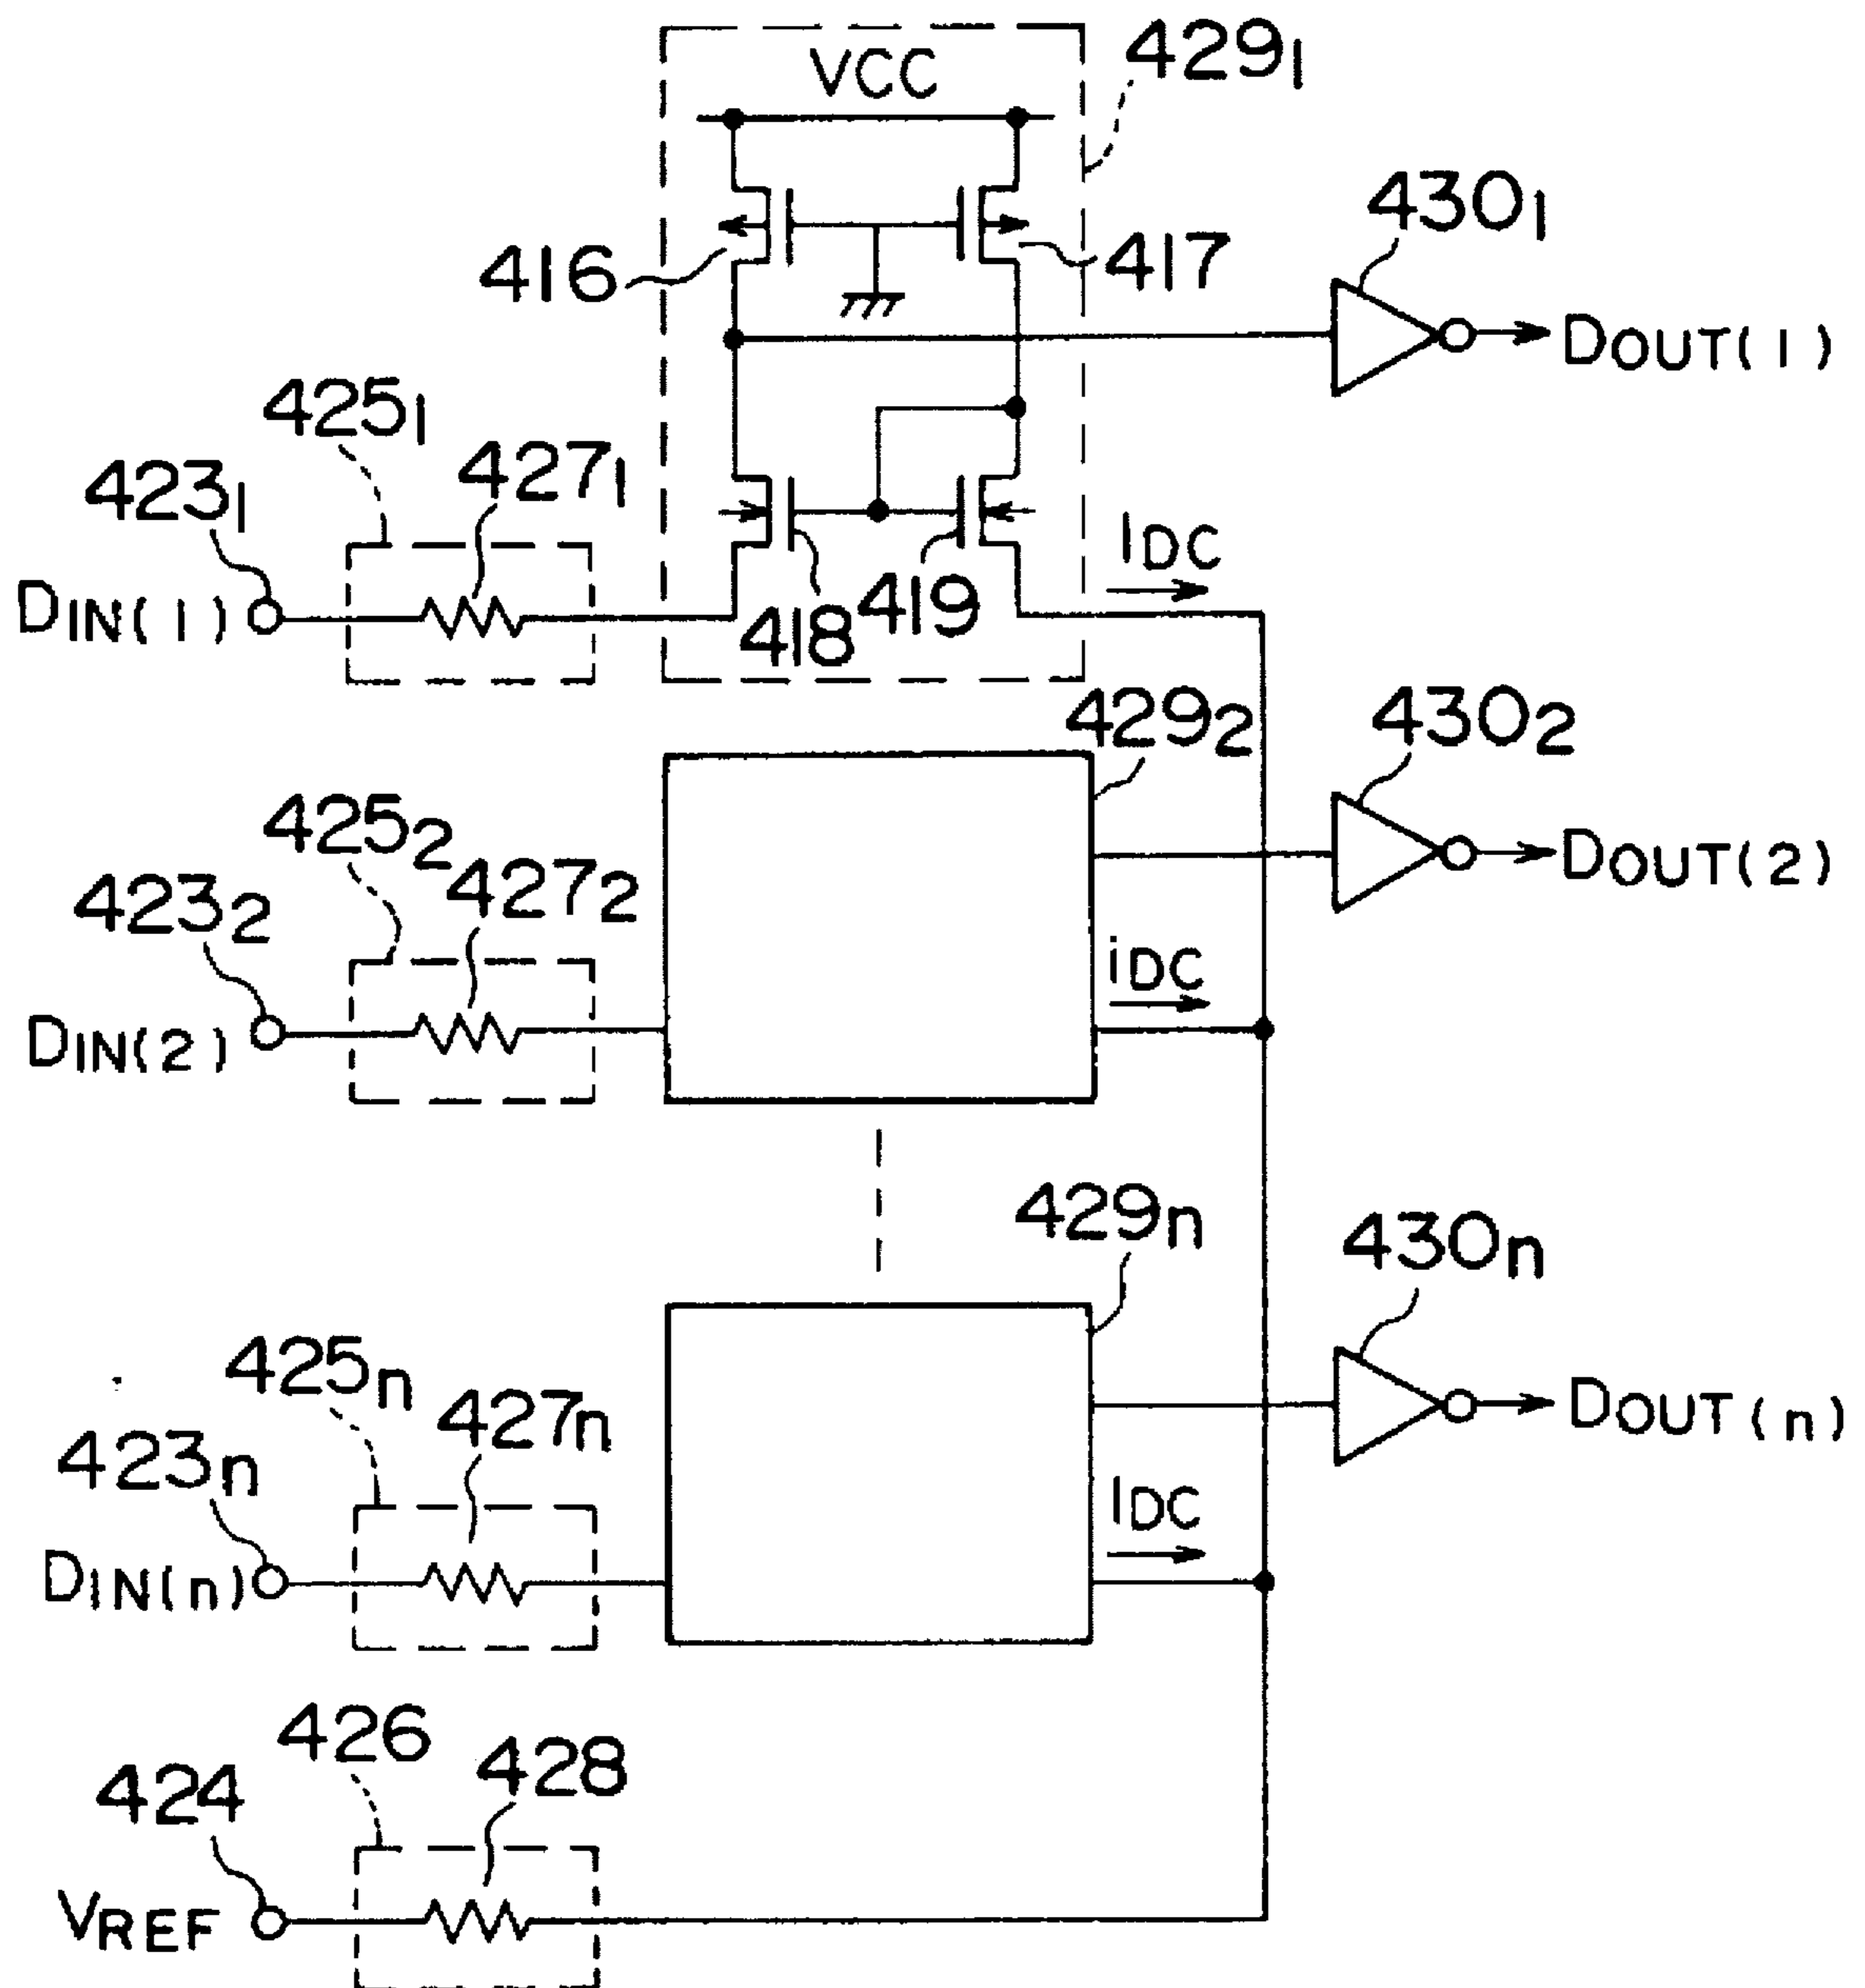 VCC
429₁
430₁
416
417
DOUT(1)
425₁
427₁
423₁
IDC
DIN(1)
418
419
429₂
430₂
425₂
427₂
DOUT(2)
423₂
iDC
DIN(2)
429n
430n
425n
427n
DOUT(n)
423n
IDC
DIN(n)
426
428
424
VREF